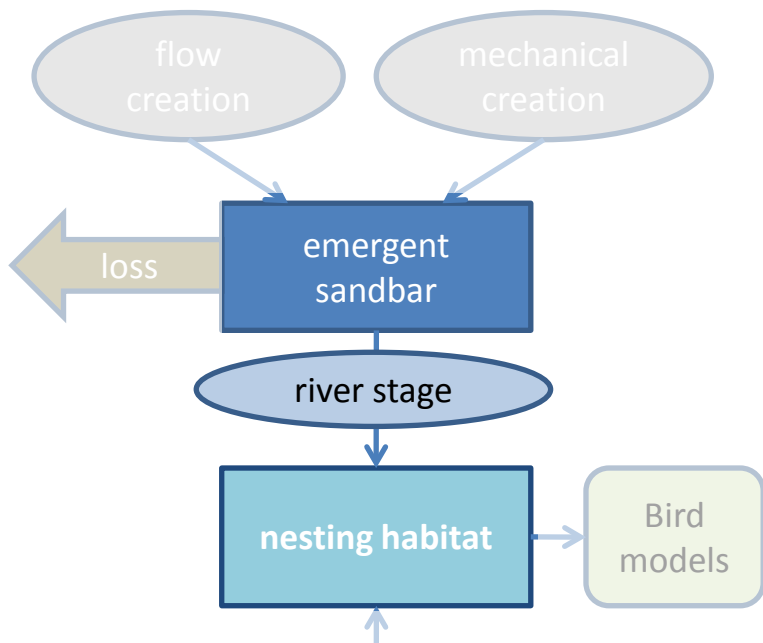 flow
creation
mechanical
creation
emergent
sandbar
loss
river stage
nesting habitat
Bird
models